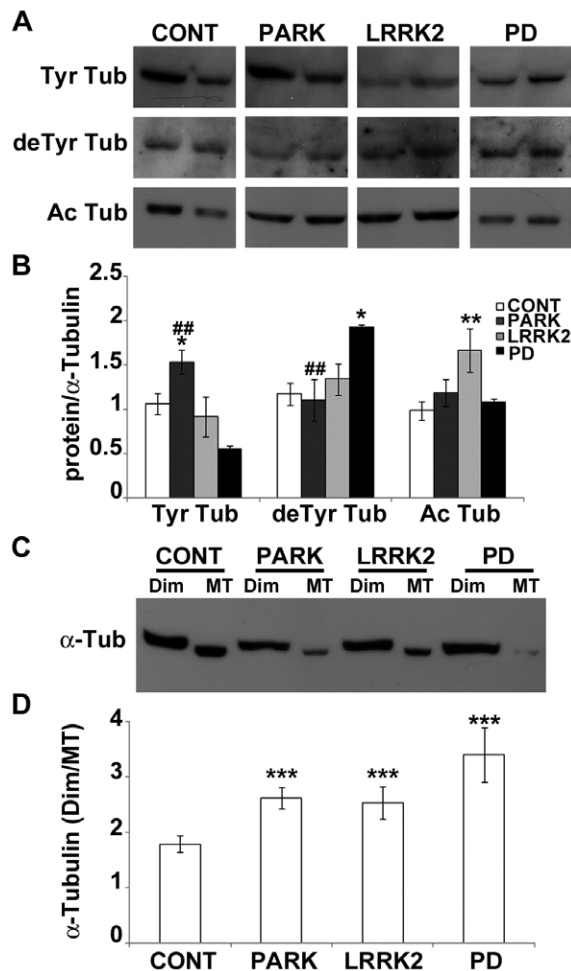 A
CONT PARK LRRK2 PD
Tyr Tub
deTyr Tub
Ac Tub
B
protein/α-Tubulin
2.5
2
1.5
1
0.5
0
##
*
##
*
**
CONT
PARK
LRRK2
PD
Tyr Tub deTyr Tub Ac Tub
C
CONT PARK LRRK2 PD
Dim MT Dim MT Dim MT Dim MT
α-Tub
D
α-Tubulin (Dim/MT)
4
3
2
1
0
*** *** ***
CONT PARK LRRK2 PD